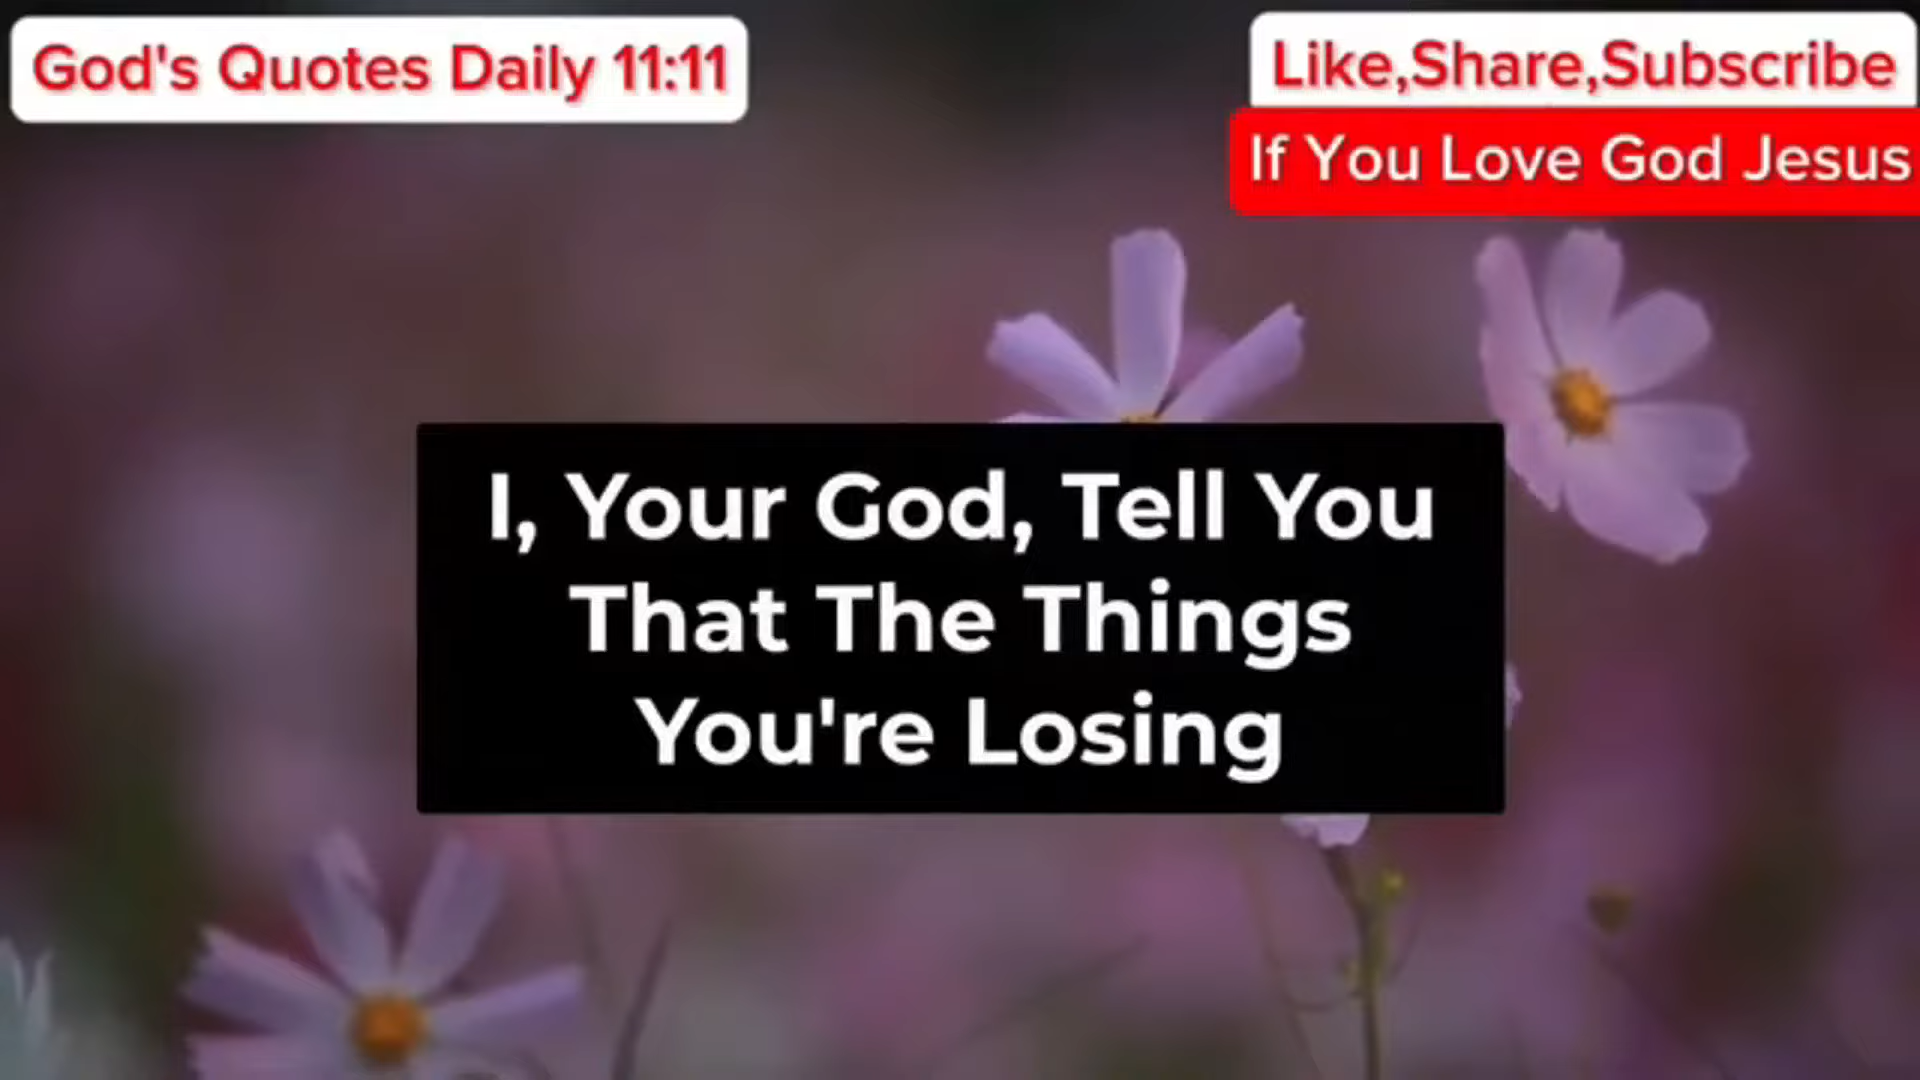 God's Quotes Daily 11:11
Like,Share,Subscribe
If You Love God Jesus
I, Your God, Tell You
That The Things
You're Losing